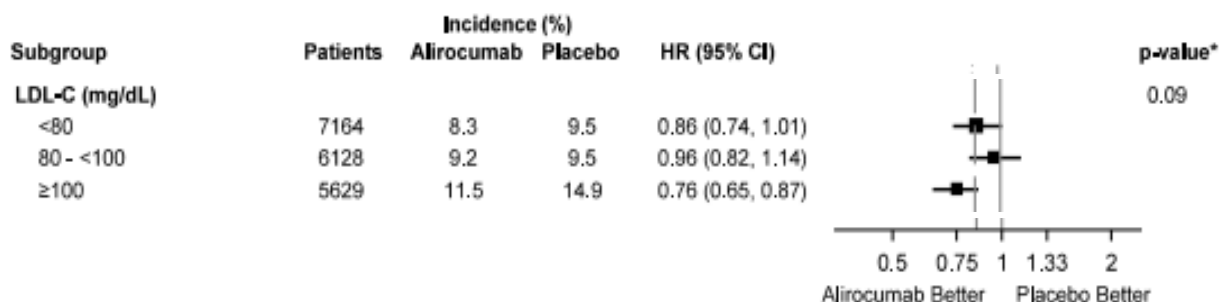 Incidence (%)
Subgroup Patients Alirocumab Placebo HR (95% CI) p-value*
LDL-C (mg/dL) 0.09
<80 7164 8.3 9.5 0.86 (0.74, 1.01)
80 - <100 6128 9.2 9.5 0.96 (0.82, 1.14)
≥100 5629 11.5 14.9 0.76 (0.65, 0.87)
0.5 0.75 1 1.33 2
Alirocumab Better Placebo Better